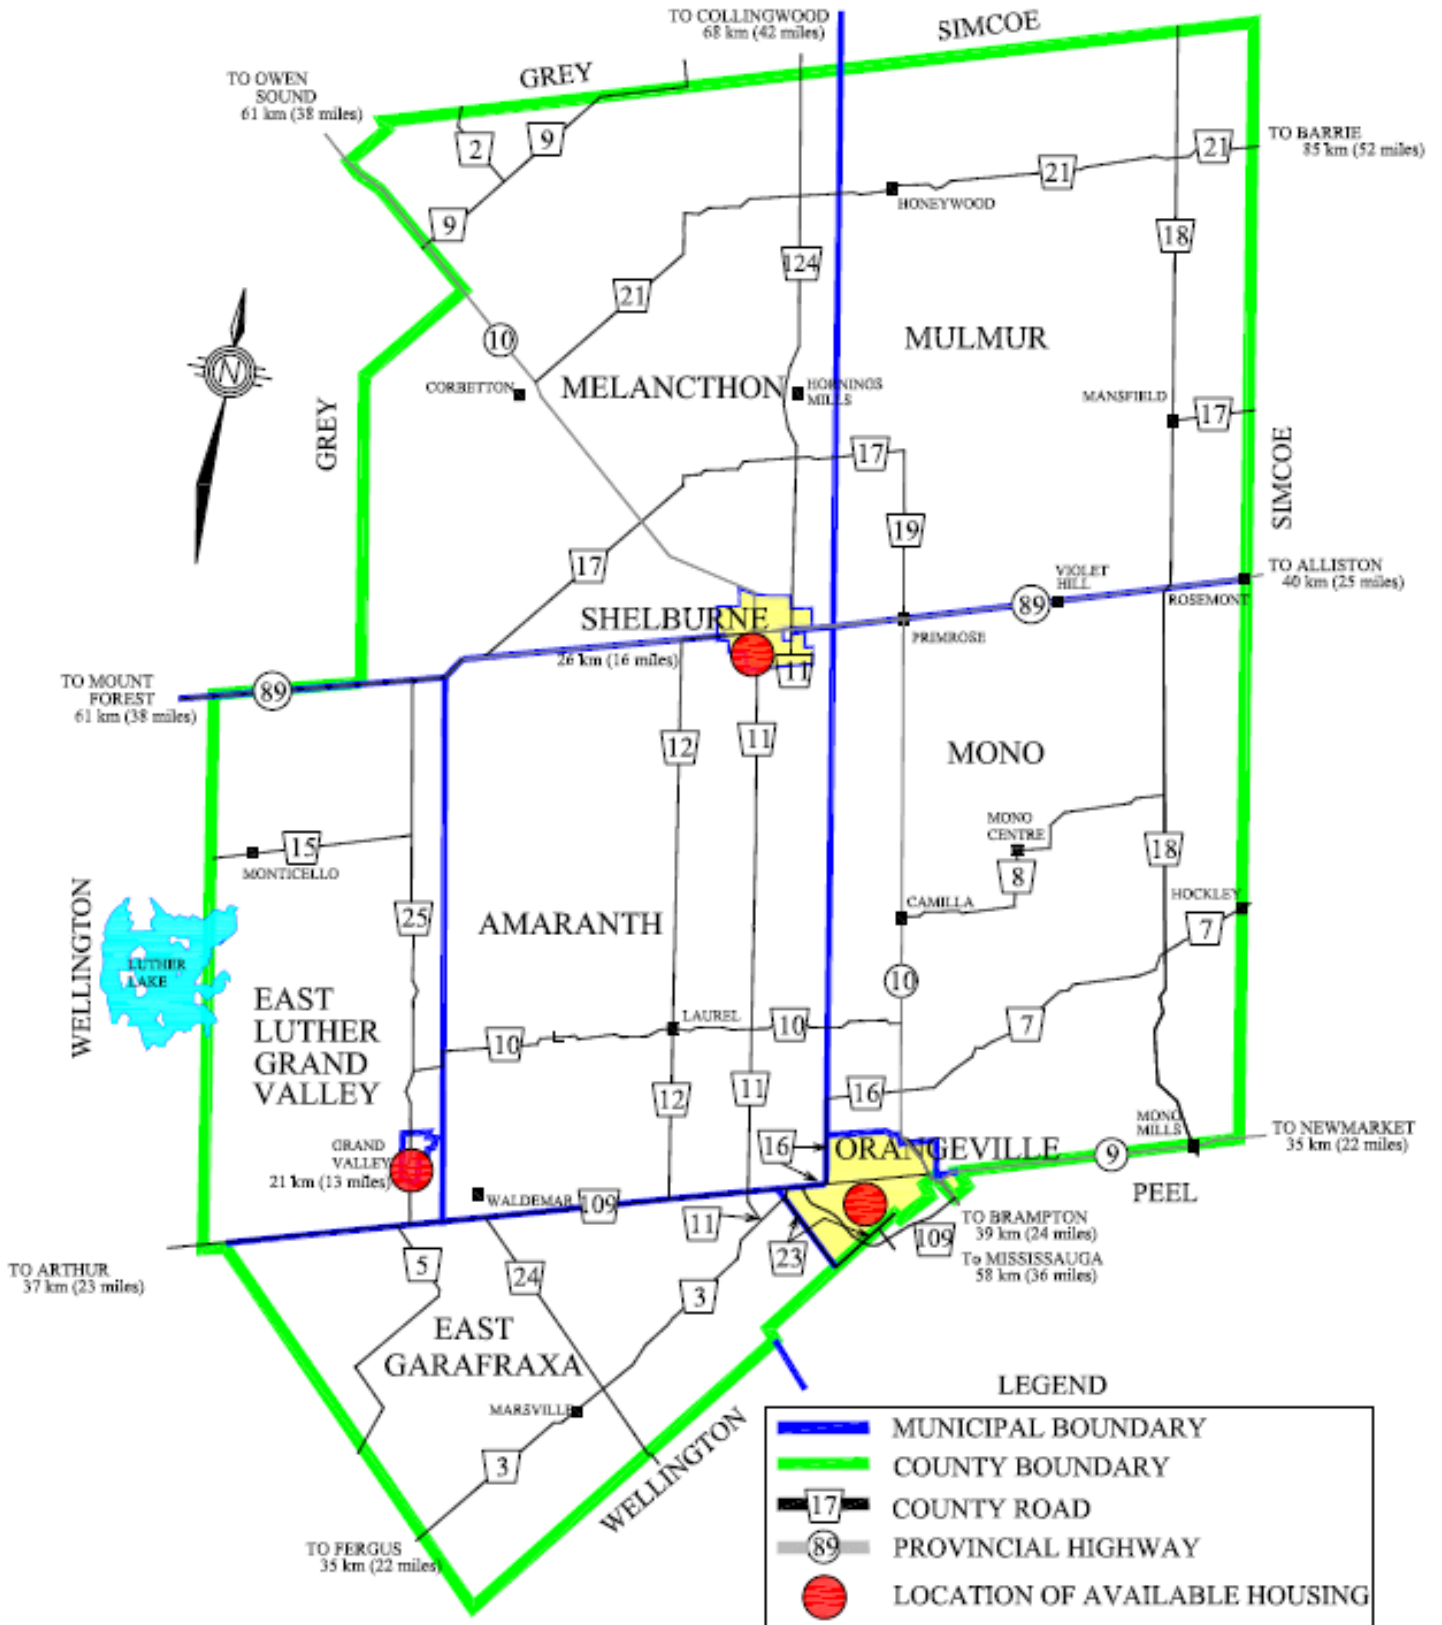 TO COLLINGWOOD
68 km (42 miles)
SIMCOE
GREY
TO OWEN
SOUND
61 km (38 miles)
2
9
TO BARRIE
85 km (52 miles)
21
21
HONEYWOOD
9
18
124
21
N
10
MULMUR
CORBETTON
MELANCTHON
HORNINGS
MILLS
MANSFIELD
17
GREY
SIMCOE
17
19
17
VIOLET
HILL
TO ALLISTON
40 km (25 miles)
89
ROSEMONT
SHELBURNE
PRIMROSE
26 km (16 miles)
11
TO MOUNT
FOREST
61 km (38 miles)
89
12
11
MONO
MONO
CENTRE
15
MONTICELLO
18
8
HOCKLEY
WELLINGTON
25
AMARANTH
CAMILLA
7
LUTHER
LAKE
10
EAST
LUTHER
GRAND
VALLEY
LAUREL
10
10
7
12
11
16
MONO
MILLS
TO NEWMARKET
35 km (22 miles)
GRAND
VALLEY
21 km (13 miles)
16
ORANGEVILLE
9
PEEL
WALDEMAR
109
11
23
109
TO BRAMPTON
39 km (24 miles)
To MISSISSAUGA
58 km (36 miles)
TO ARTHUR
37 km (23 miles)
5
24
3
EAST
GARAFRAXA
MARSVILLE
3
WELLINGTON
TO FERGUS
35 km (22 miles)
LEGEND
MUNICIPAL BOUNDARY
COUNTY BOUNDARY
17 COUNTY ROAD
89 PROVINCIAL HIGHWAY
LOCATION OF AVAILABLE HOUSING